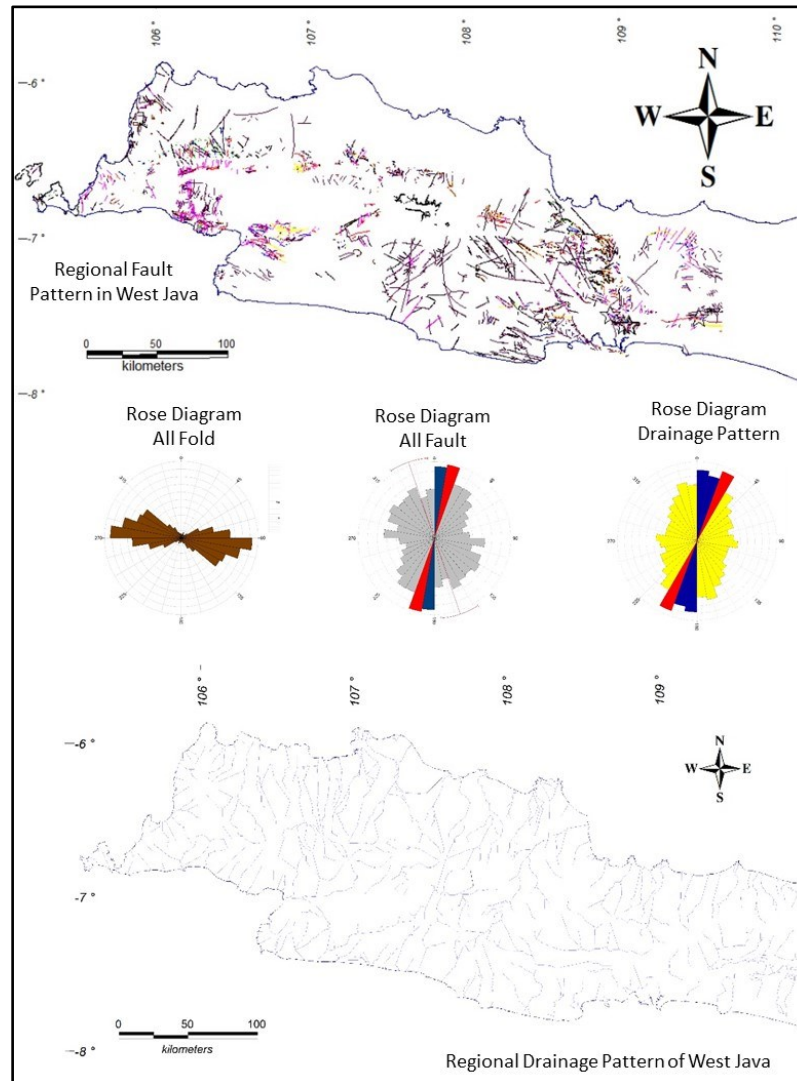 106 °
107 °
108 °
109 °
110 °
-6 °
N
W E
S
-7 °
Regional Fault
Pattern in West Java
0 50 100
kilometers
-8 °
Rose Diagram
All Fold
Rose Diagram
All Fault
Rose Diagram
Drainage Pattern
106 °
107 °
108 °
109 °
-6 °
N
W E
S
-7 °
0 50 100
kilometers
-8 °
Regional Drainage Pattern of West Java